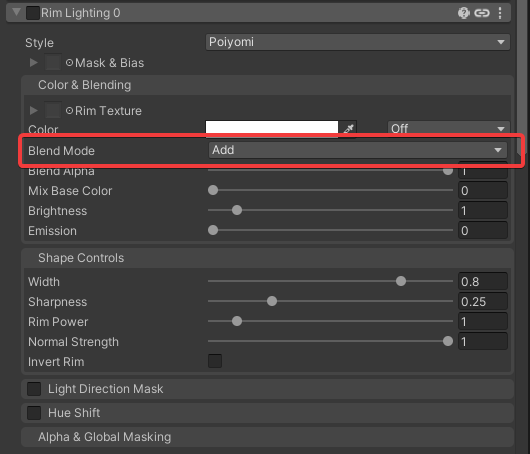 Rim Lighting 0
Style Poiyomi
Mask & Bias
Color & Blending
Rim Texture
Color Off
Blend Mode Add
Blend Alpha 1
Mix Base Color 0
Brightness 1
Emission 0
Shape Controls
Width 0.8
Sharpness 0.25
Rim Power 1
Normal Strength 1
Invert Rim
Light Direction Mask
Hue Shift
Alpha & Global Masking